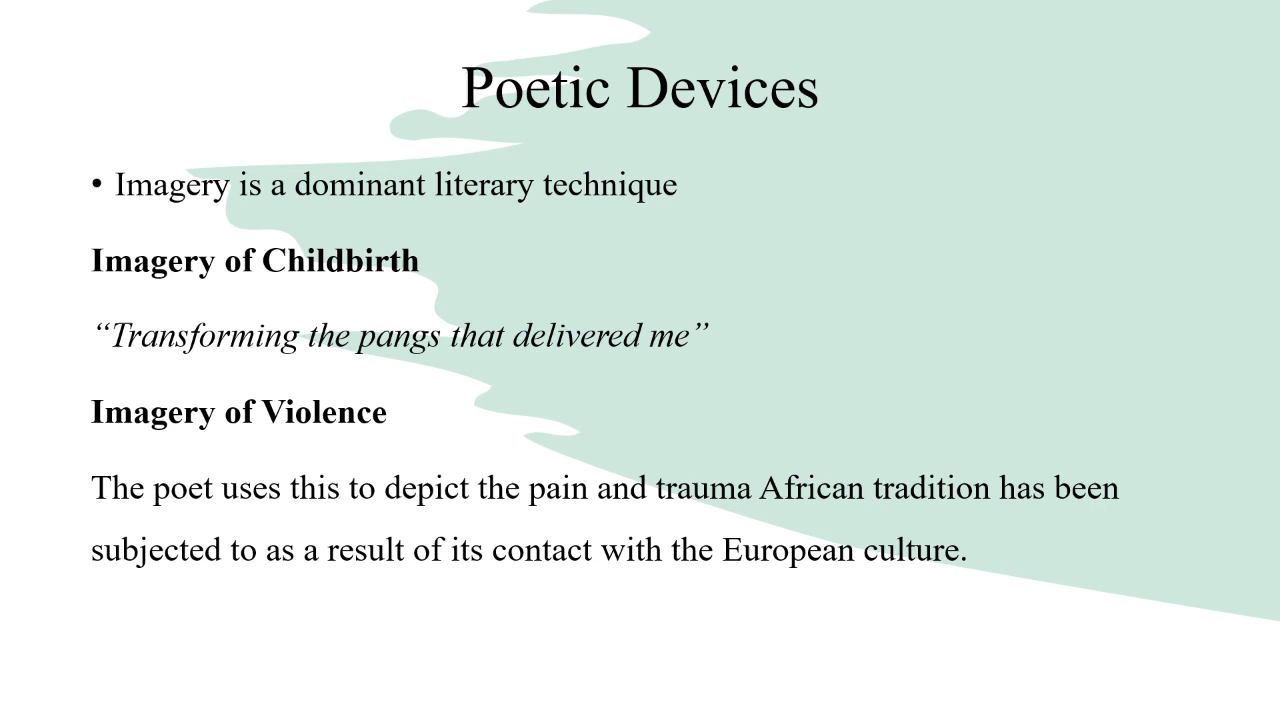 Poetic Devices
• Imagery is a dominant literary technique
Imagery of Childbirth
“Transforming the pangs that delivered me”
Imagery of Violence
The poet uses this to depict the pain and trauma African tradition has been
subjected to as a result of its contact with the European culture.